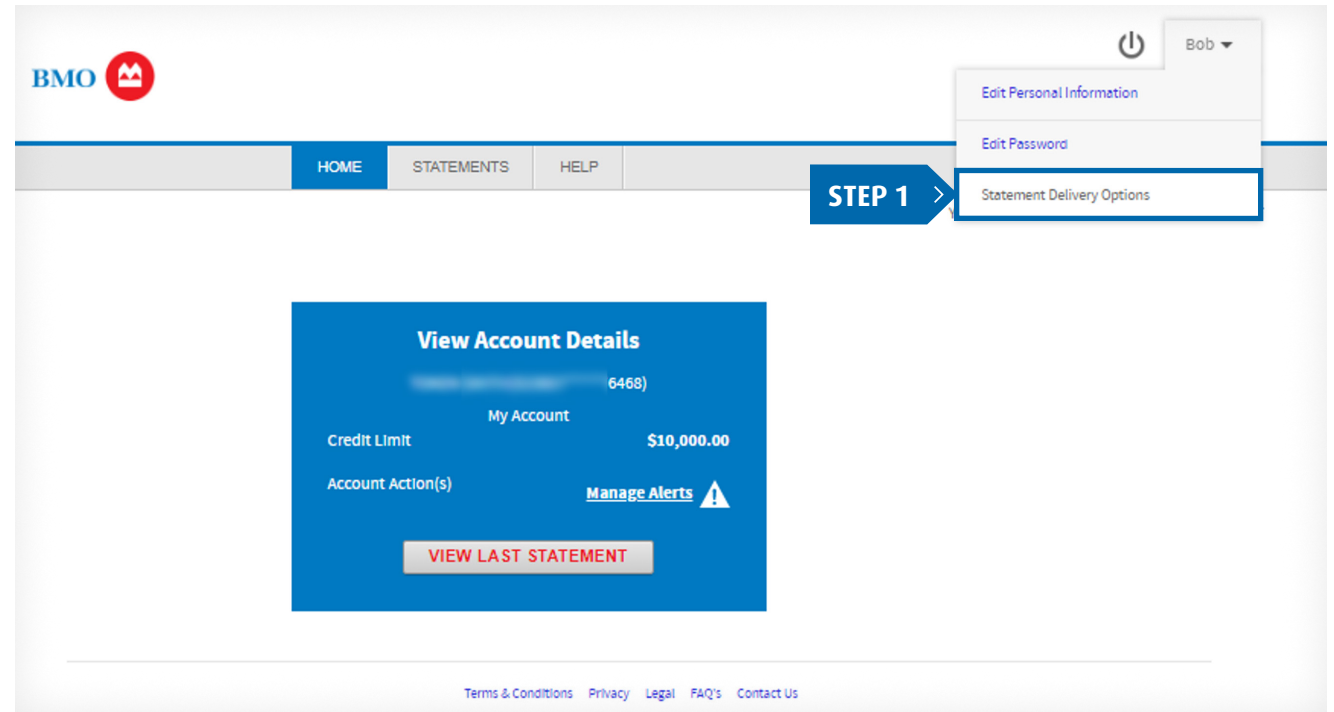 Bob
BMO
Edit Personal Information
Edit Password
HOME STATEMENTS HELP
STEP 1
Statement Delivery Options
View Account Details
6468)
My Account
Credit Limit $10,000.00
Account Action(s) Manage Alerts
VIEW LAST STATEMENT
Terms & Conditions Privacy Legal FAQ's Contact Us